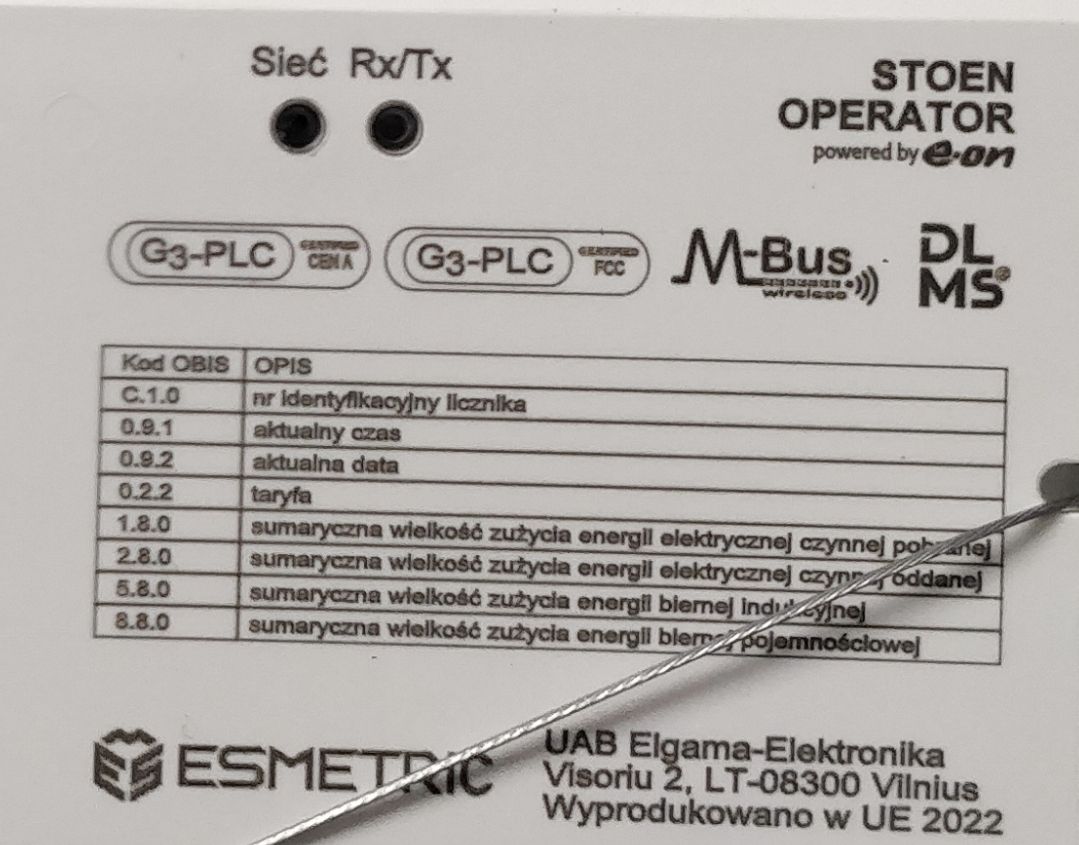 Sieć Rx/Tx
STOEN
OPERATOR
powered by e·on
G3-PLC CERTIFIED CEN A
G3-PLC CERTIFIED FCC
M-Bus
wireless
DLMS®
Kod OBIS OPIS
C.1.0 nr identyfikacyjny licznika
0.9.1 aktualny czas
0.9.2 aktualna data
0.2.2 taryfa
1.8.0 sumaryczna wielkość zużycia energii elektrycznej czynnej pobranej
2.8.0 sumaryczna wielkość zużycia energii elektrycznej czynnej oddanej
5.8.0 sumaryczna wielkość zużycia energii biernej indukcyjnej
8.8.0 sumaryczna wielkość zużycia energii biernej pojemnościowej
ESMETRIC
UAB Elgama-Elektronika
Visoriu 2, LT-08300 Vilnius
Wyprodukowano w UE 2022